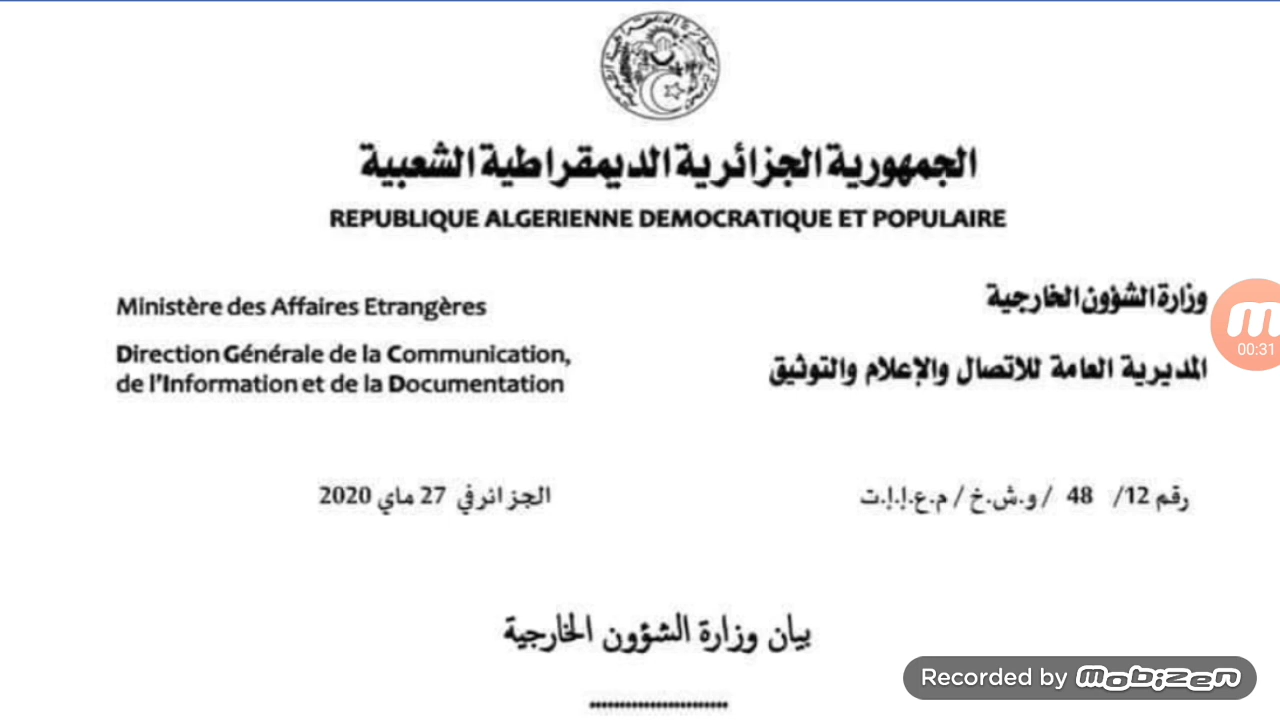 الجمهورية الجزائرية الديمقراطية الشعبية
REPUBLIQUE ALGERIENNE DEMOCRATIQUE ET POPULAIRE
وزارة الشؤون الخارجية
Ministère des Affaires Etrangères
المديرية العامة للاتصال والإعلام والتوثيق
Direction Générale de la Communication,
de l'Information et de la Documentation
00:31
رقم 12/ 48 / و.ش.خ / م.ع.إ.إ.ت
الجزائر في 27 ماي 2020
بيان وزارة الشؤون الخارجية
Recorded by mobizen
........................